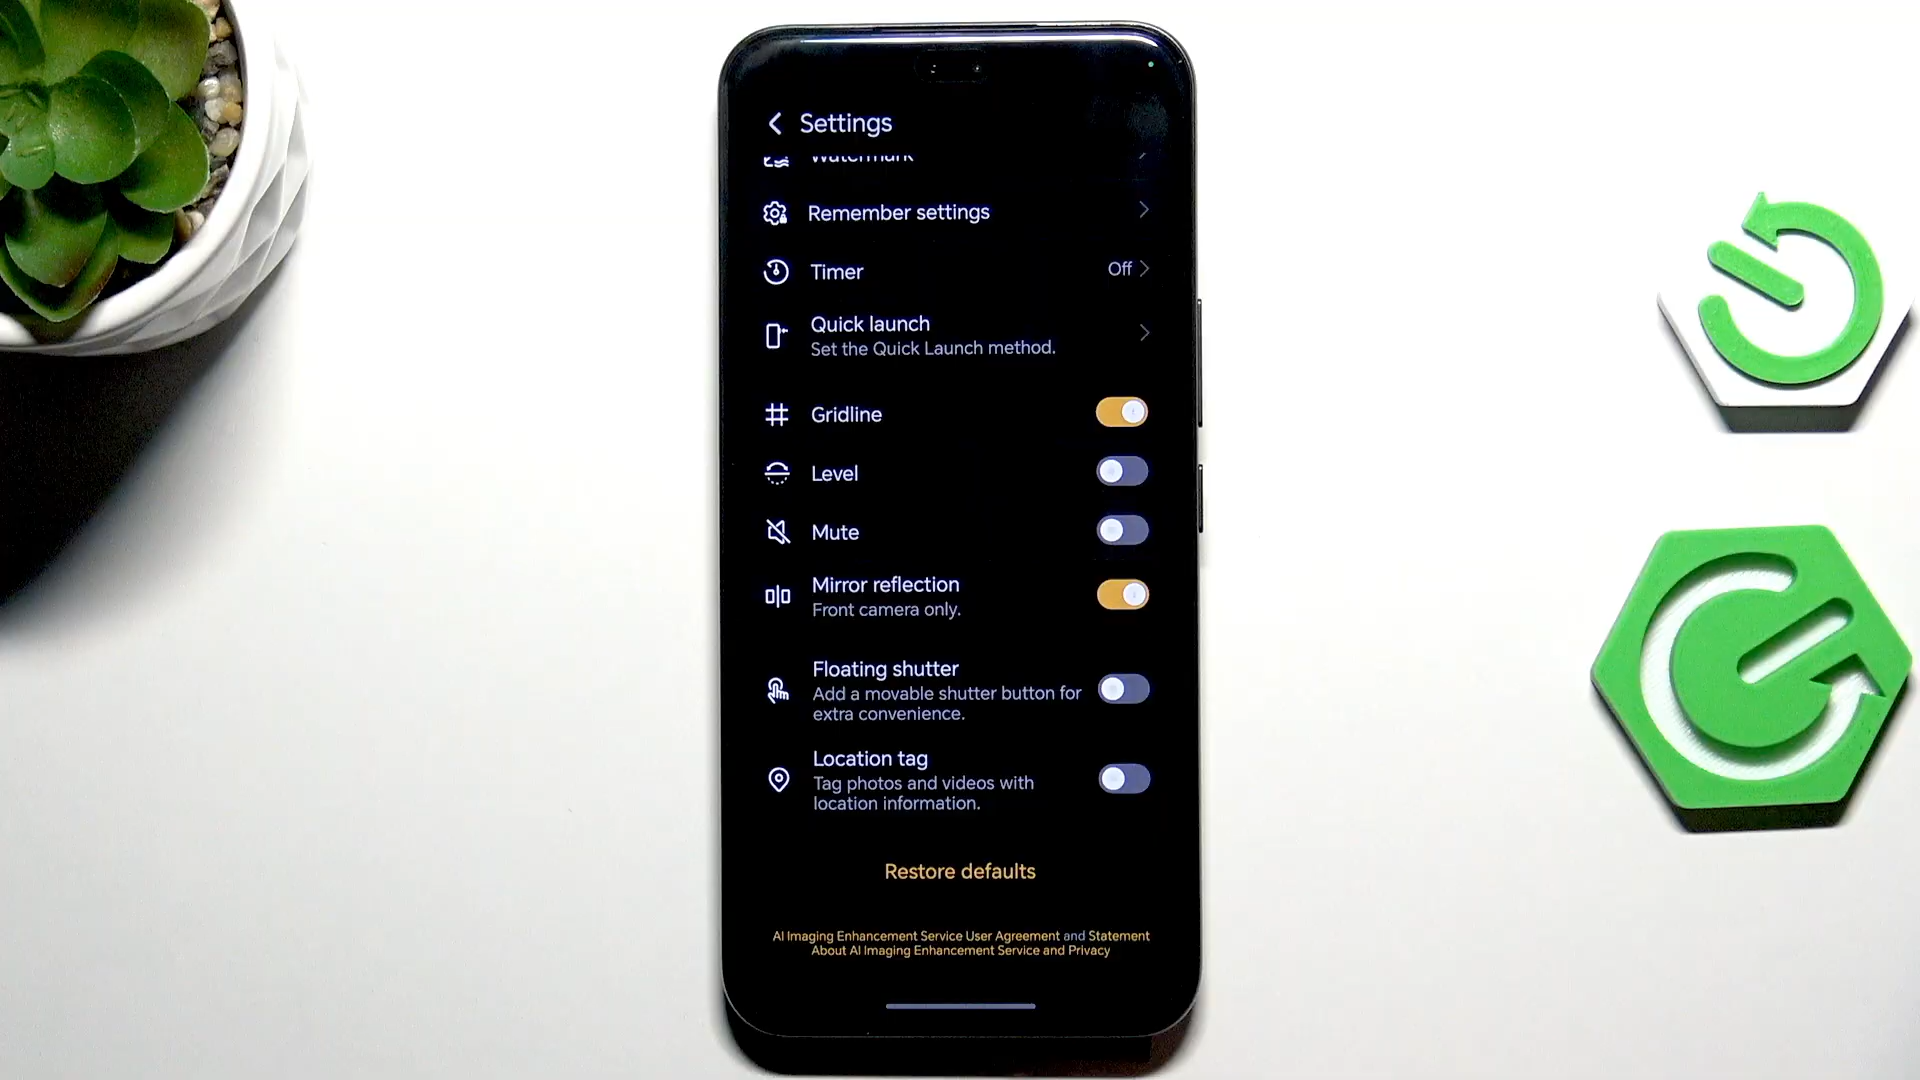 Settings
Watermark
Remember settings
Timer
Off
Quick launch
Set the Quick Launch method.
Gridline
Level
Mute
Mirror reflection
Front camera only.
Floating shutter
Add a movable shutter button for
extra convenience.
Location tag
Tag photos and videos with
location information.
Restore defaults
AI Imaging Enhancement Service User Agreement and Statement
About AI Imaging Enhancement Service and Privacy